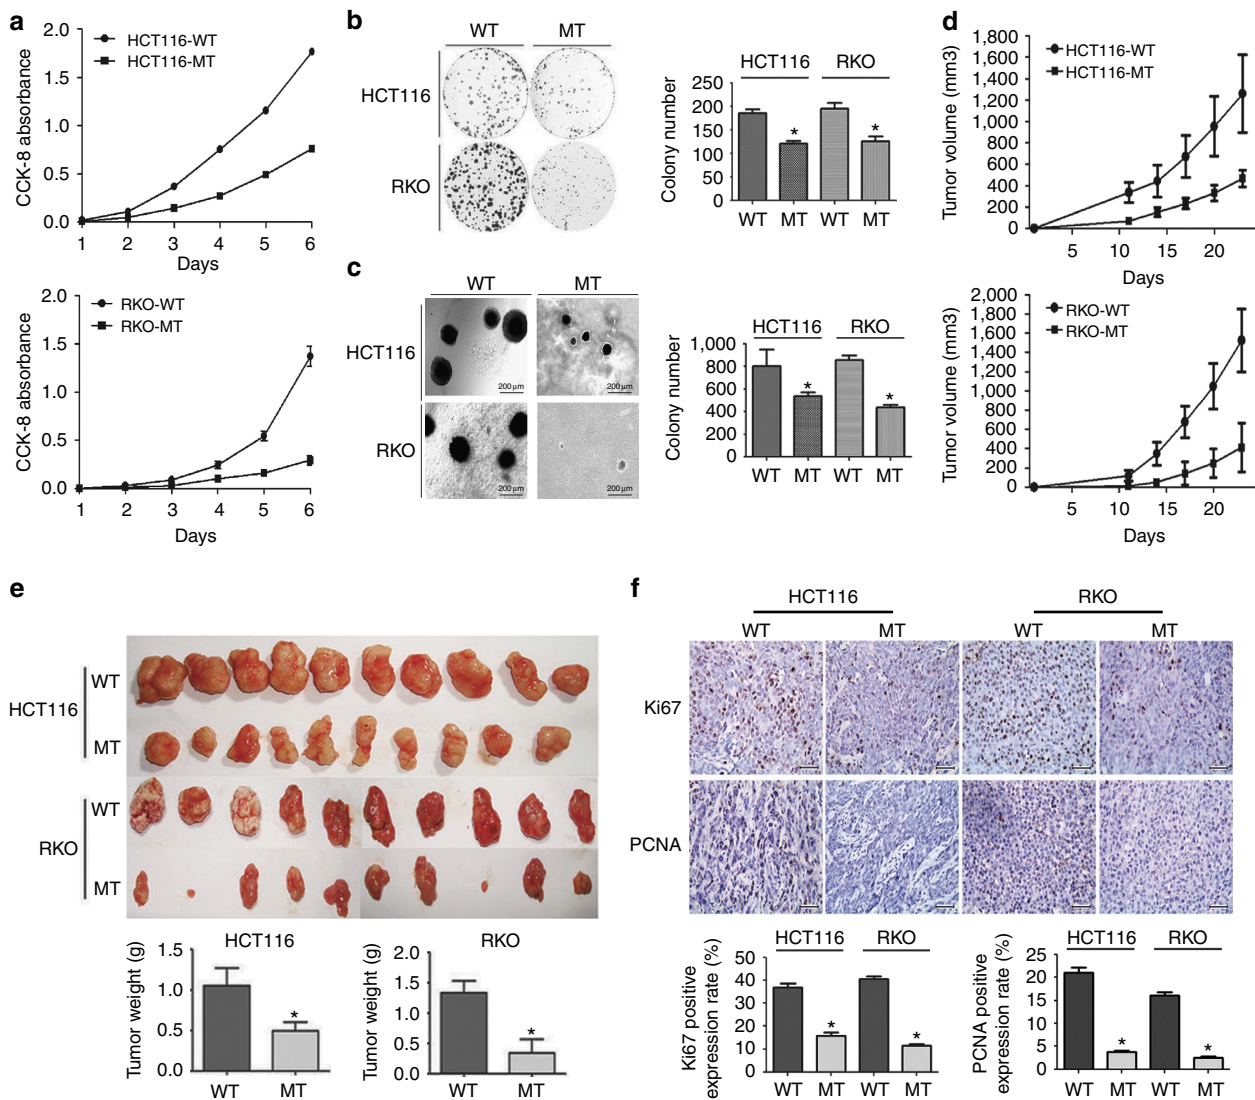 a
2.0
1.5
1.0
0.5
0.0
CCK-8 absorbance
HCT116-WT
HCT116-MT
1 2 3 4 5 6
Days
2.0
1.5
1.0
0.5
0.0
CCK-8 absorbance
RKO-WT
RKO-MT
1 2 3 4 5 6
Days
b
WT MT
HCT116
RKO
Colony number
250
200
150
100
50
0
HCT116 RKO
* *
WT MT WT MT
c
WT MT
HCT116
RKO
200 µm 200 µm
200 µm 200 µm
Colony number
1,000
800
600
400
200
0
HCT116 RKO
* *
WT MT WT MT
d
Tumor volume (mm3)
1,800
1,600
1,400
1,200
1,000
800
600
400
200
0
HCT116-WT
HCT116-MT
5 10 15 20
Days
Tumor volume (mm3)
2,000
1,800
1,600
1,400
1,200
1,000
800
600
400
200
0
RKO-WT
RKO-MT
5 10 15 20
Days
e
HCT116
WT
MT
RKO
WT
MT
HCT116
Tumor weight (g)
1.5
1.0
0.5
0.0
*
WT MT
RKO
Tumor weight (g)
2.0
1.5
1.0
0.5
0.0
*
WT MT
f
HCT116 RKO
WT MT WT MT
Ki67
PCNA
Ki67 positive
expression rate (%)
50
40
30
20
10
0
HCT116 RKO
* *
WT MT WT MT
PCNA positive
expression rate (%)
25
20
15
10
5
0
HCT116 RKO
* *
WT MT WT MT